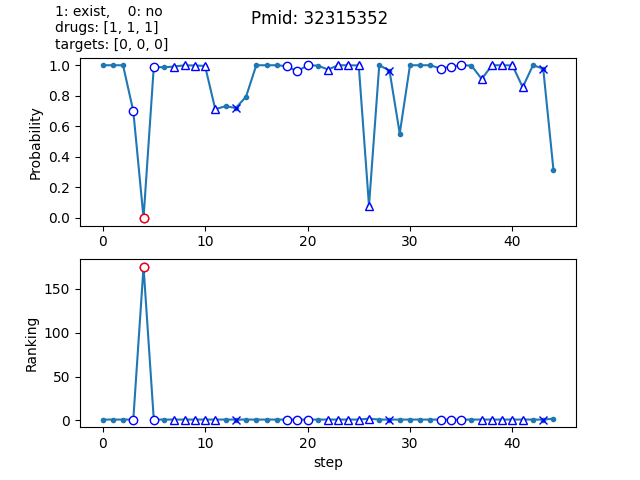 1: exist,    0: no
drugs: [1, 1, 1]
targets: [0, 0, 0]
Pmid: 32315352
Probability
1.0
0.8
0.6
0.4
0.2
0.0
0 10 20 30 40
Ranking
150
100
50
0
0 10 20 30 40
step